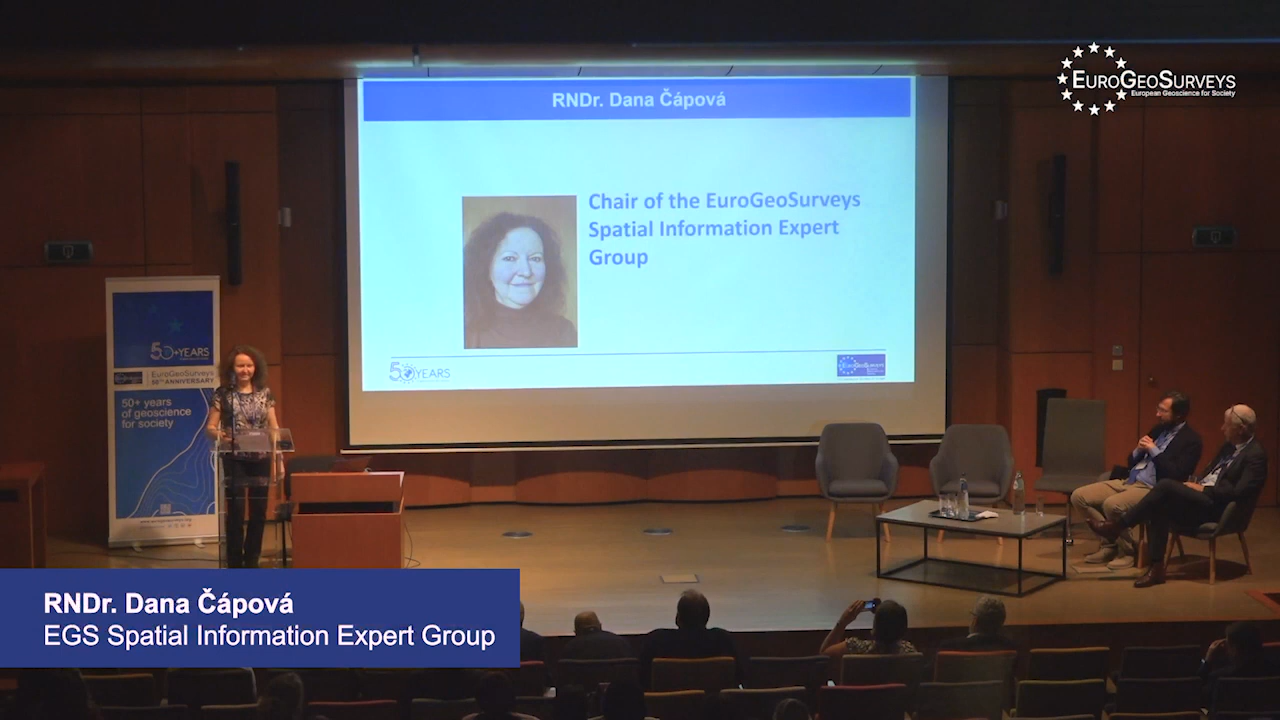 EUROGEOSURVEYS
European Geoscience for Society
RNDr. Dana Čápová
Chair of the EuroGeoSurveys
Spatial Information Expert
Group
50 YEARS
50+YEARS
EuroGeoSurveys
50TH ANNIVERSARY
50+ years
of geoscience
for society
RNDr. Dana Čápová
EGS Spatial Information Expert Group